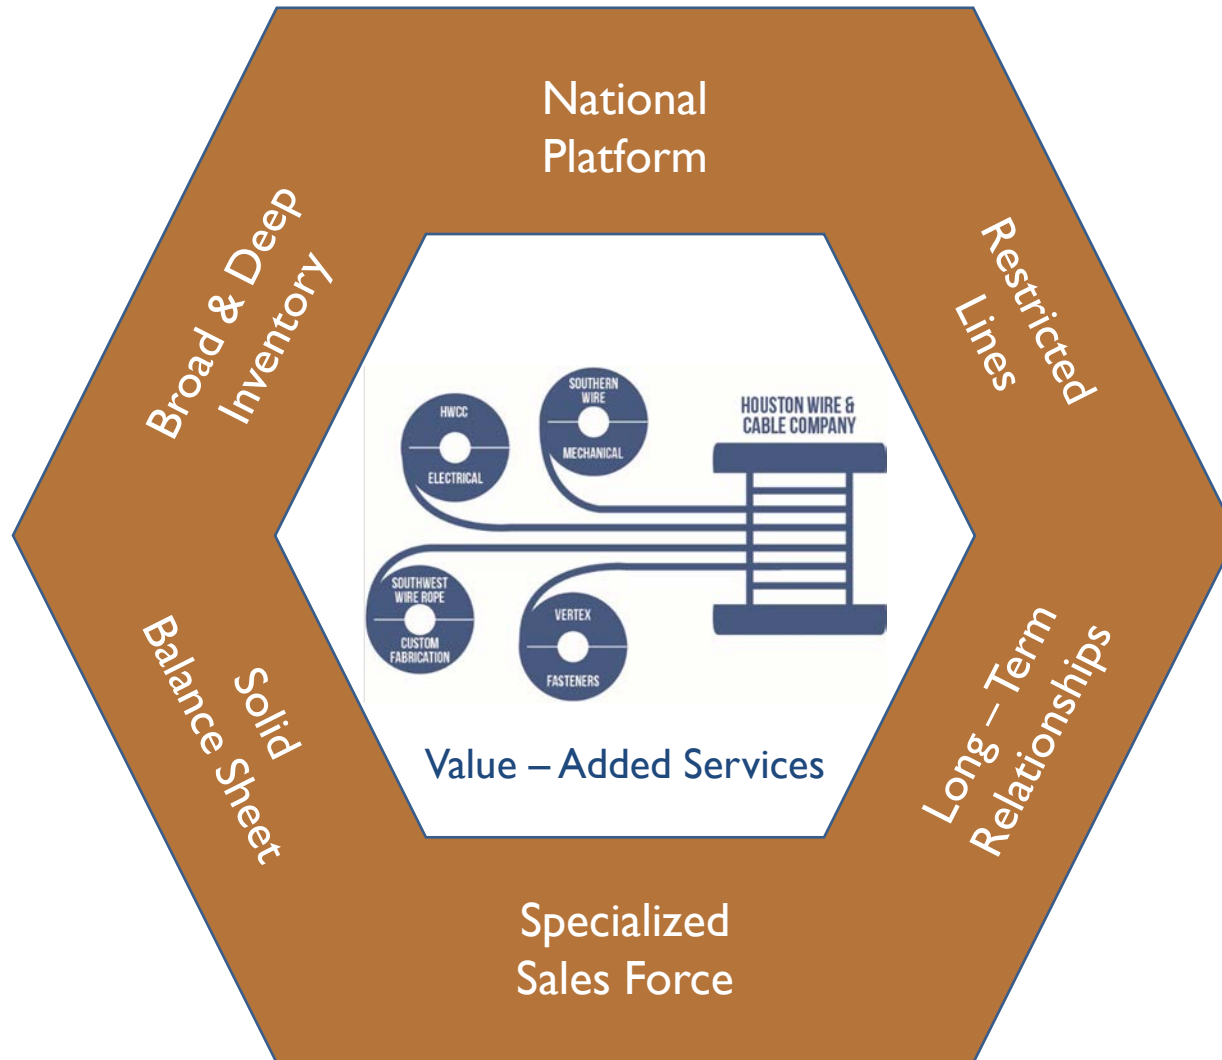 National
Platform
Broad & Deep
Inventory
Restricted
Lines
HWCC
ELECTRICAL
SOUTHERN
WIRE
MECHANICAL
HOUSTON WIRE &
CABLE COMPANY
SOUTHWEST
WIRE ROPE
CUSTOM
FABRICATION
VERTEX
FASTENERS
Value – Added Services
Solid
Balance Sheet
Long – Term
Relationships
Specialized
Sales Force